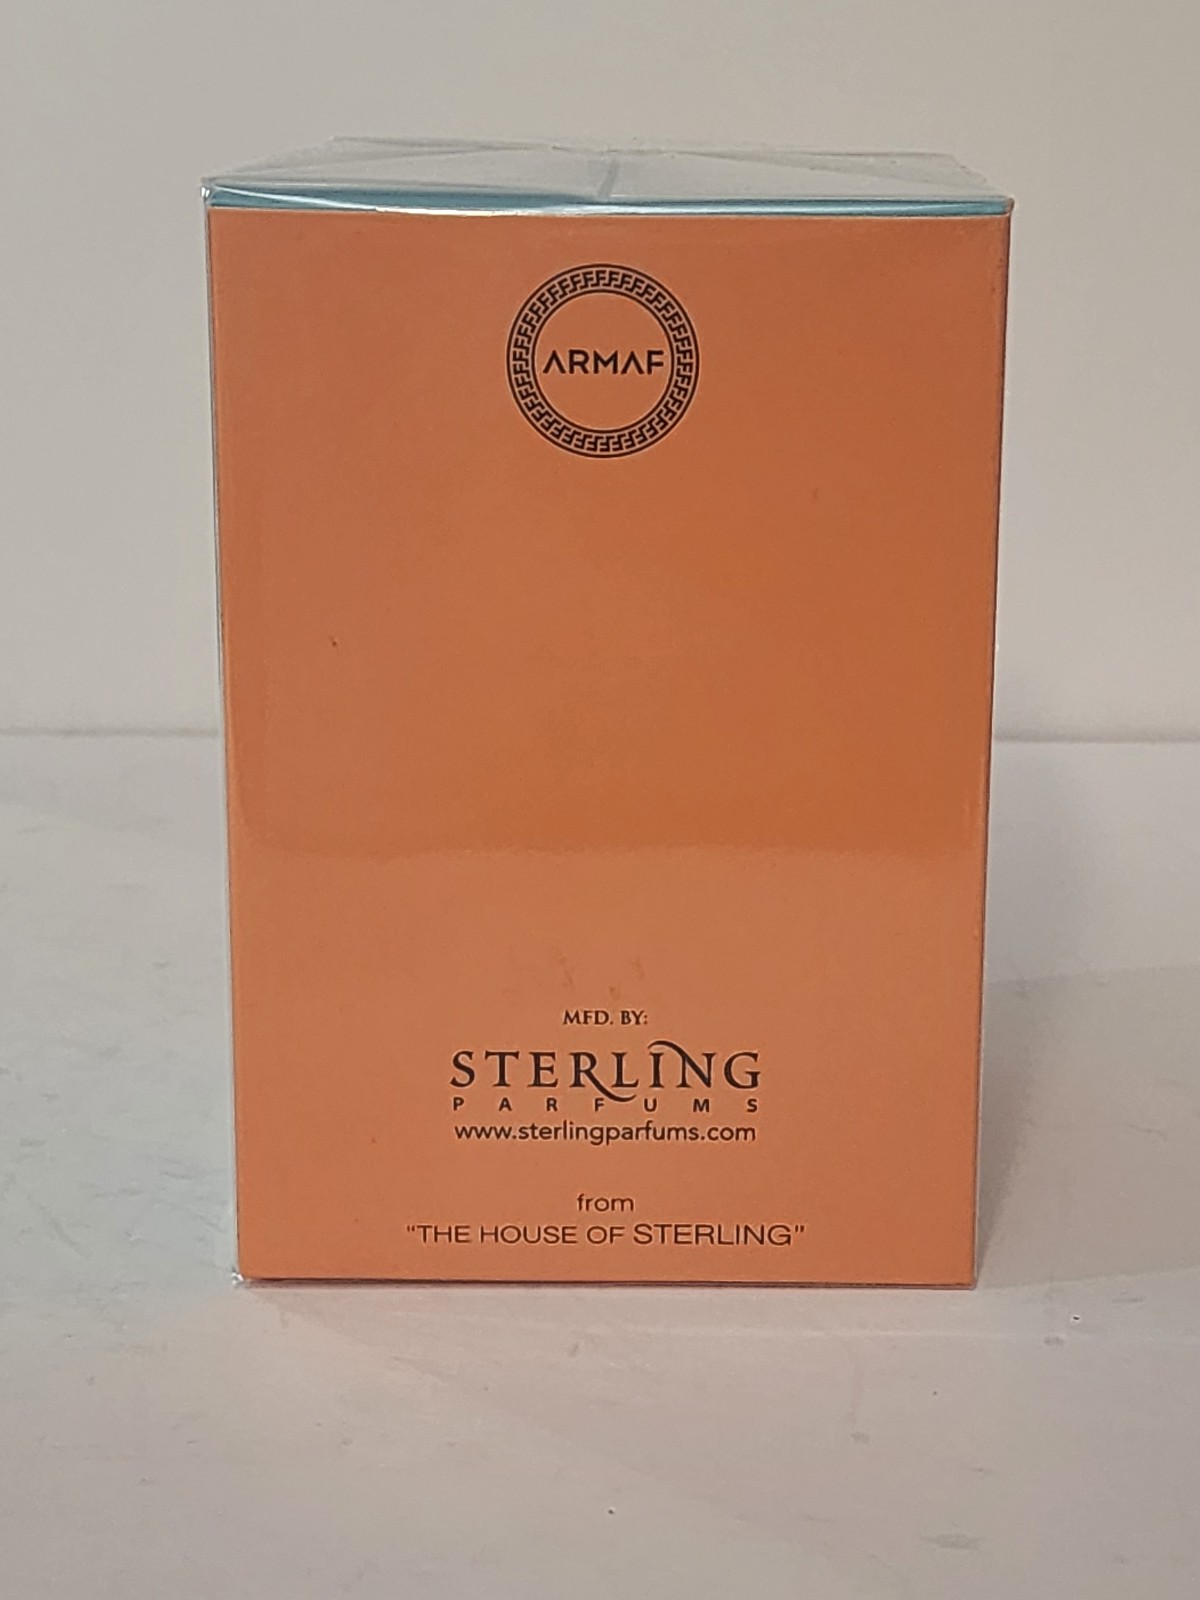 ARMAF
MFD. BY:
STERLING
PARFUMS
www.sterlingparfums.com
from
"THE HOUSE OF STERLING"